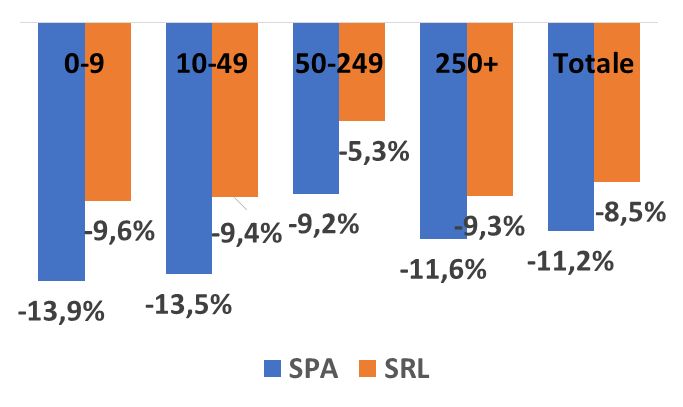 0-9 10-49 50-249 250+ Totale
-5,3%
-9,6% -9,4% -9,2% -9,3% -8,5%
-13,9% -13,5% -11,6% -11,2%
SPA SRL